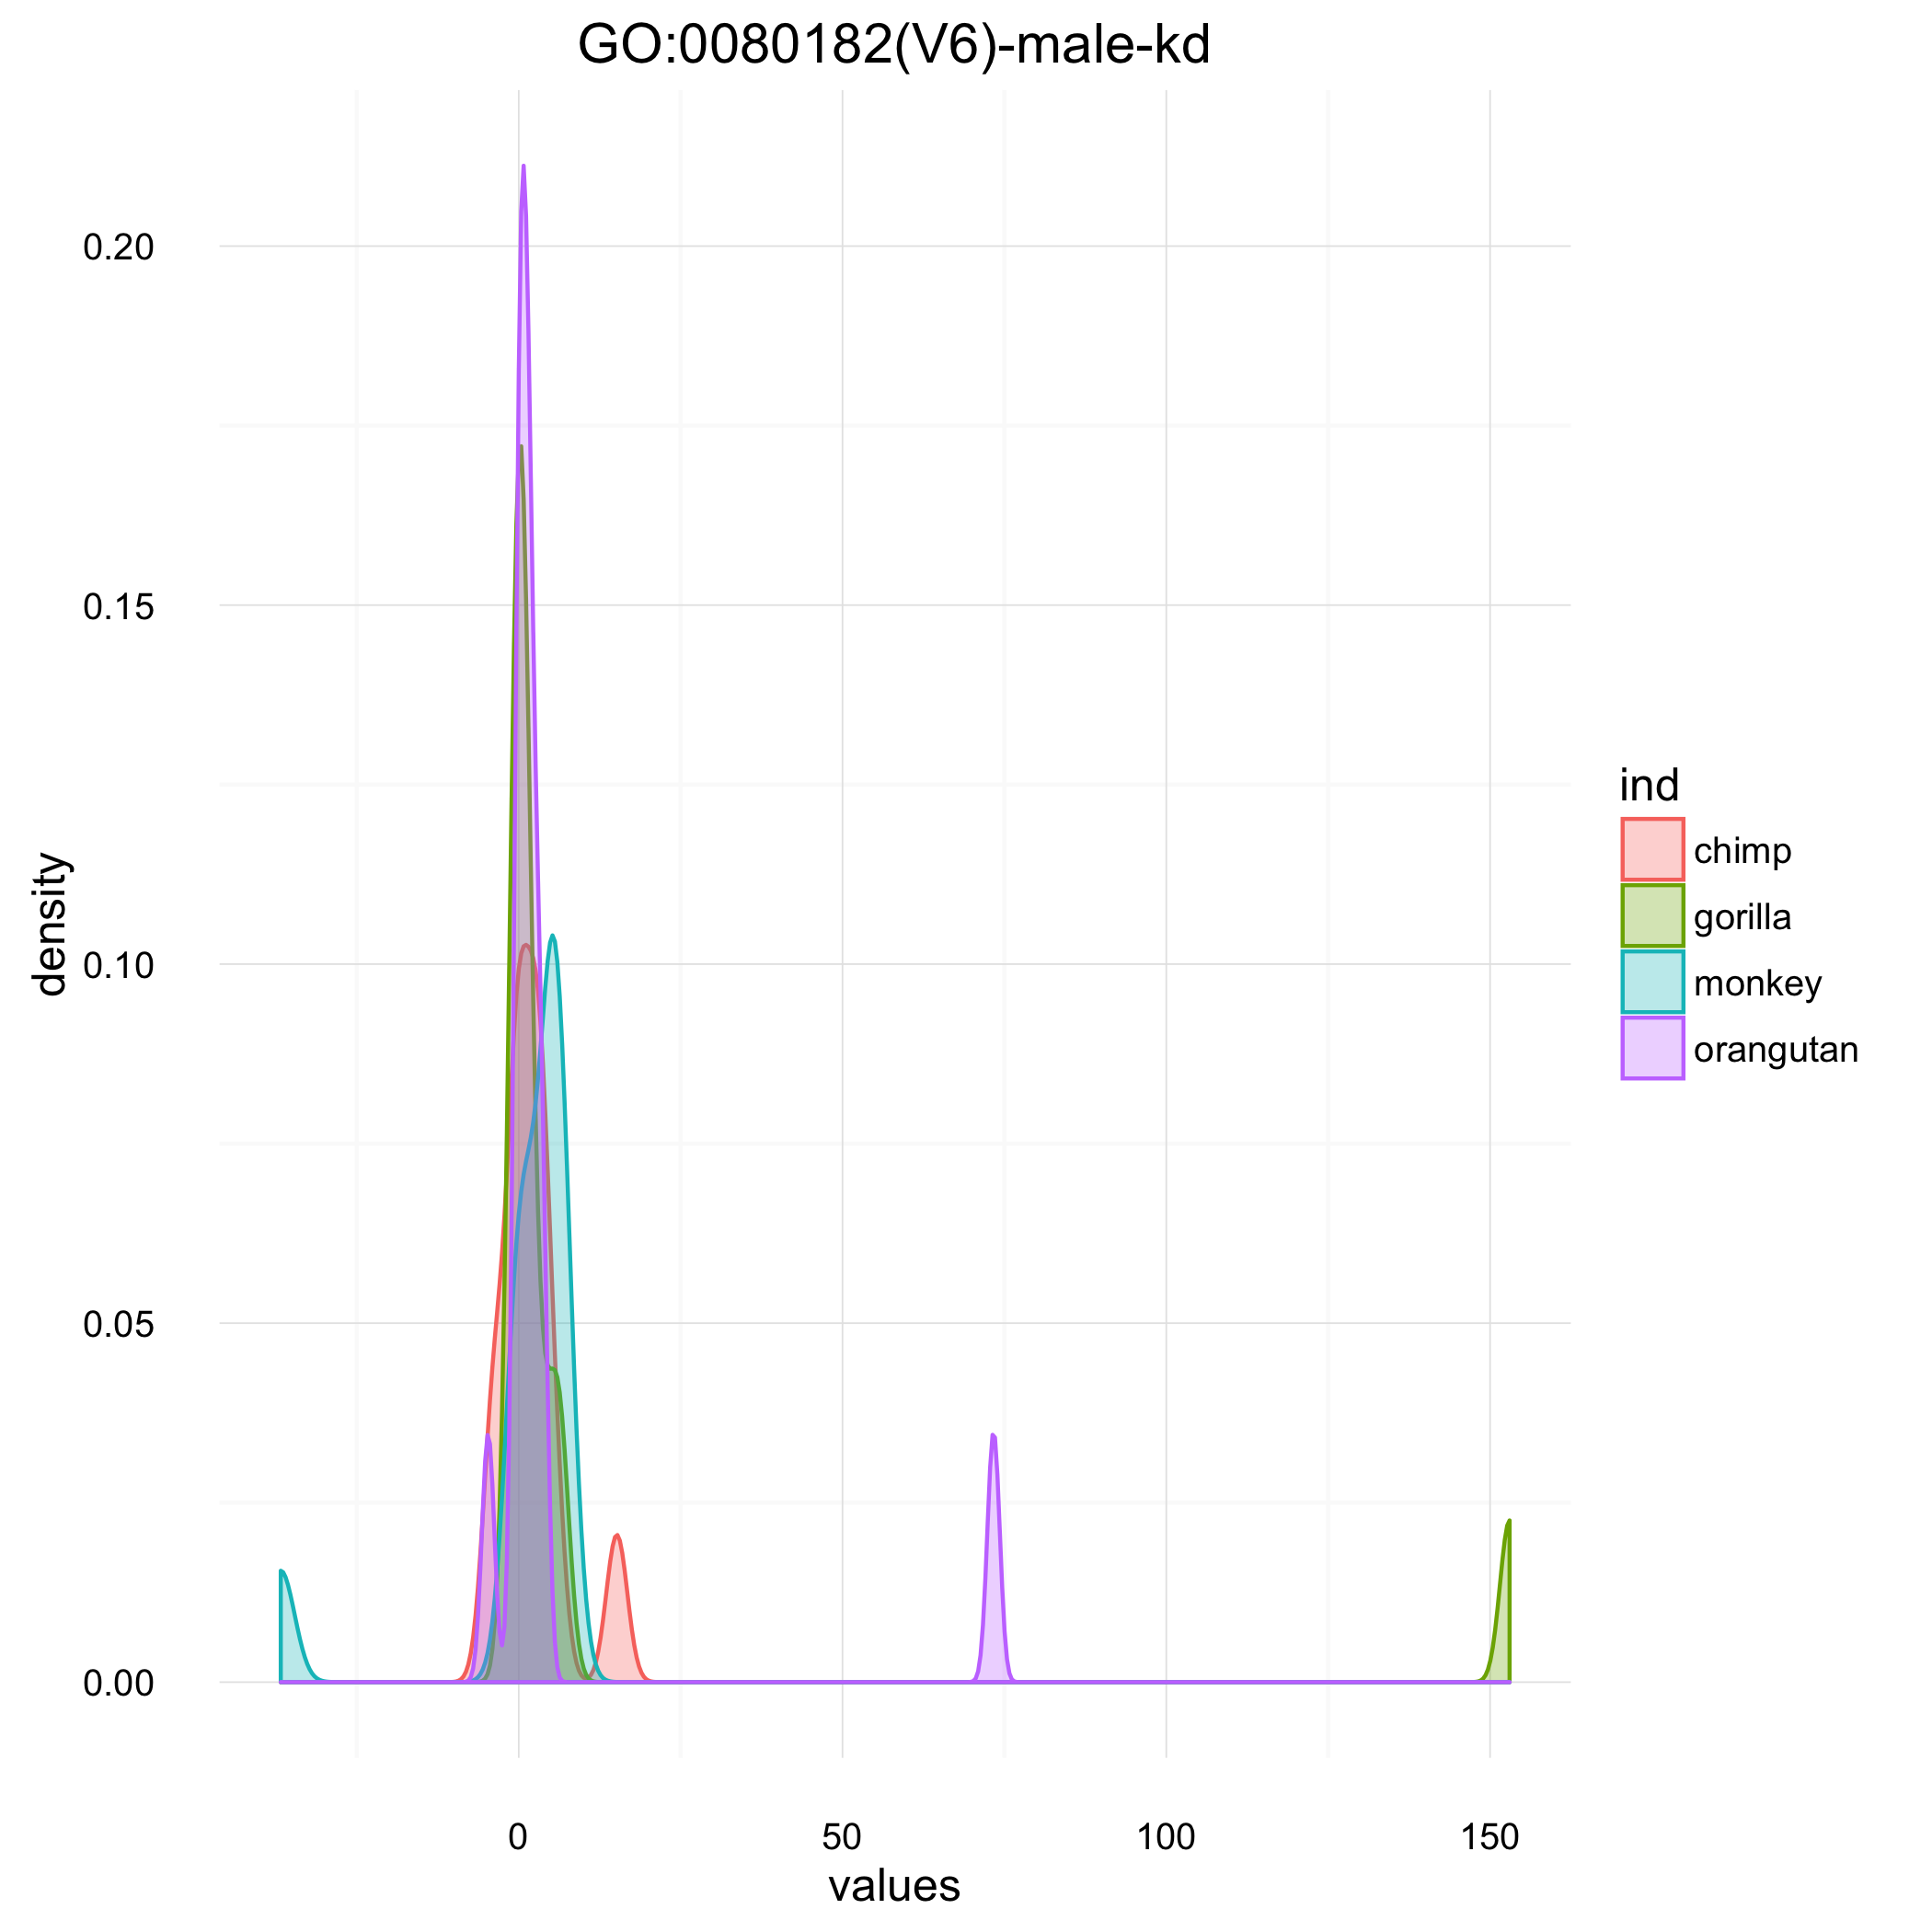 GO:0080182(V6)-male-kd
0.20
0.15
0.10
0.05
0.00
density
0 50 100 150
values
ind
chimp
gorilla
monkey
orangutan